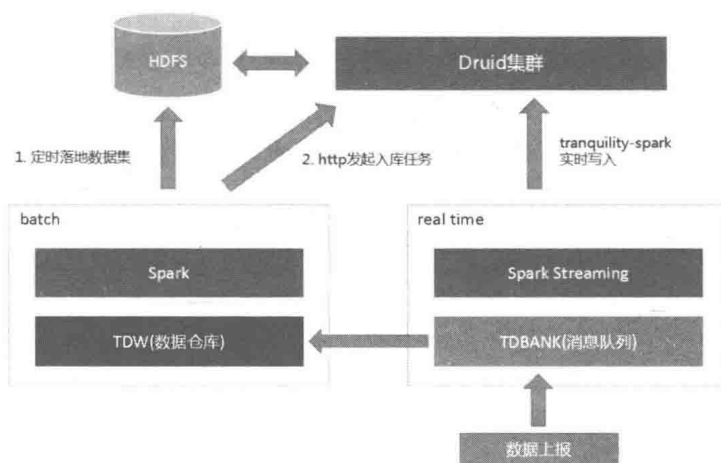 HDFS
Druid集群
1. 定时落地数据集
2. http发起入库任务
tranquility-spark
实时写入
batch
real time
Spark
Spark Streaming
TDW(数据仓库)
TDBANK(消息队列)
数据上报